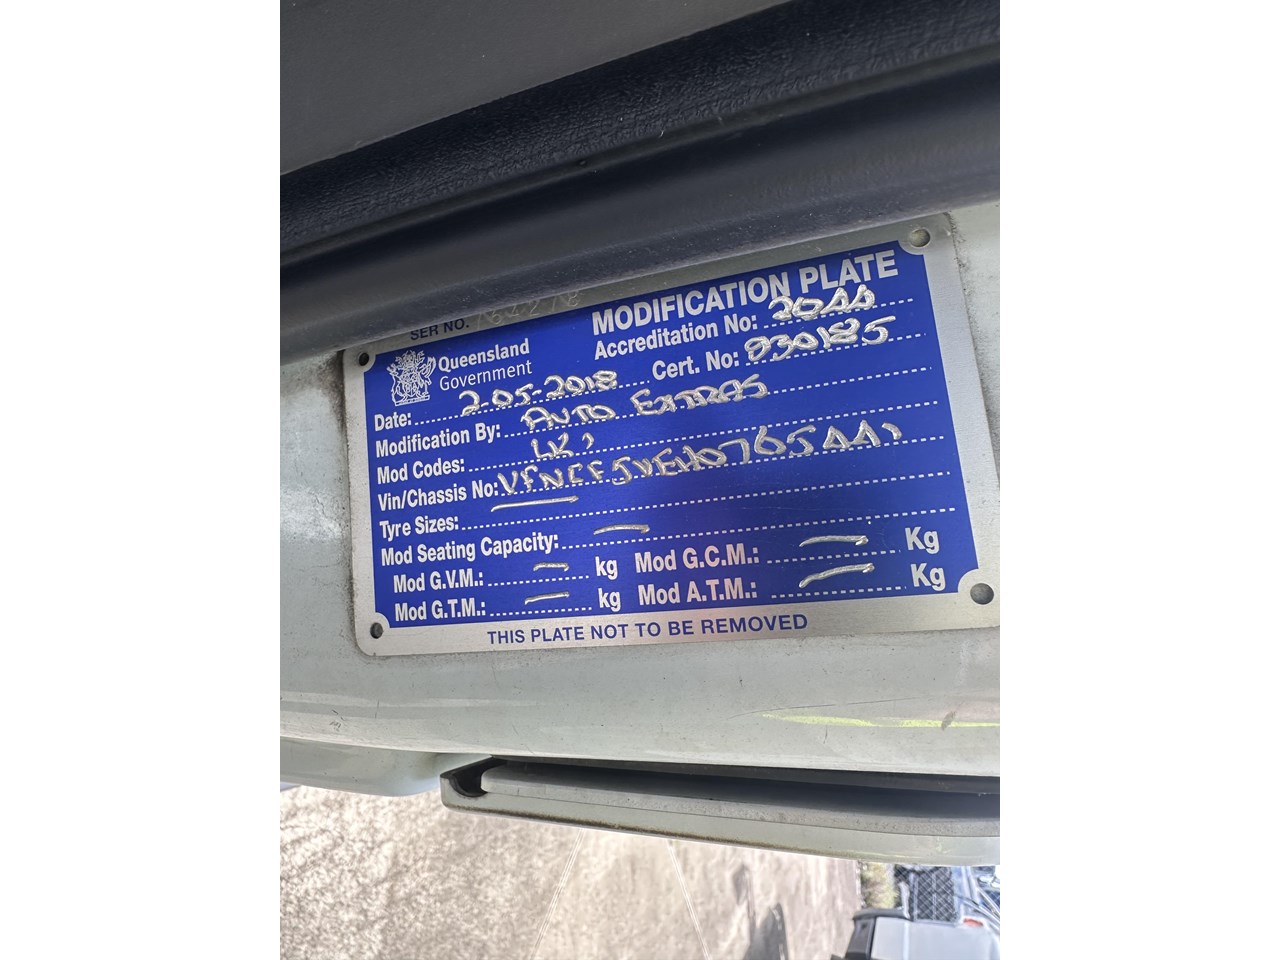 SER NO.
MODIFICATION PLATE
Queensland
Government
Accreditation No:
Cert. No: 930185
Date: 2-05-2018
Modification By: AUTO EXTRAS
Mod Codes: LK1
Vin/Chassis No:
Tyre Sizes: —
Mod Seating Capacity: —
Mod G.V.M.: — kg Mod G.C.M.: — Kg
Mod G.T.M.: — kg Mod A.T.M.: — Kg
THIS PLATE NOT TO BE REMOVED